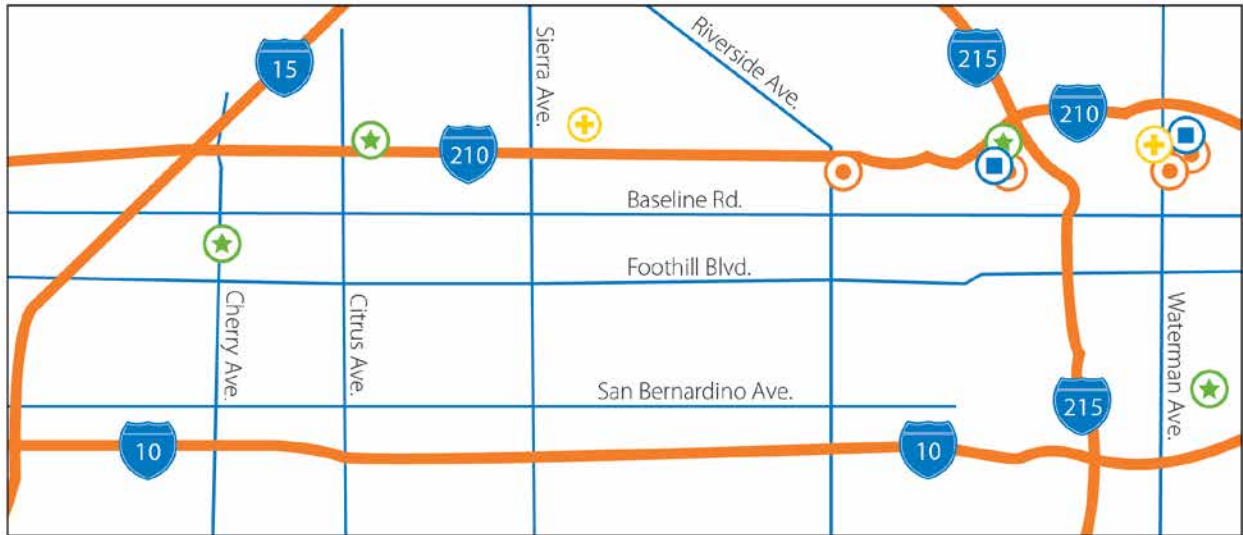 15
Sierra Ave.
Riverside Ave.
215
210
210
Baseline Rd.
Foothill Blvd.
Cherry Ave.
Citrus Ave.
Waterman Ave.
San Bernardino Ave.
215
10
10